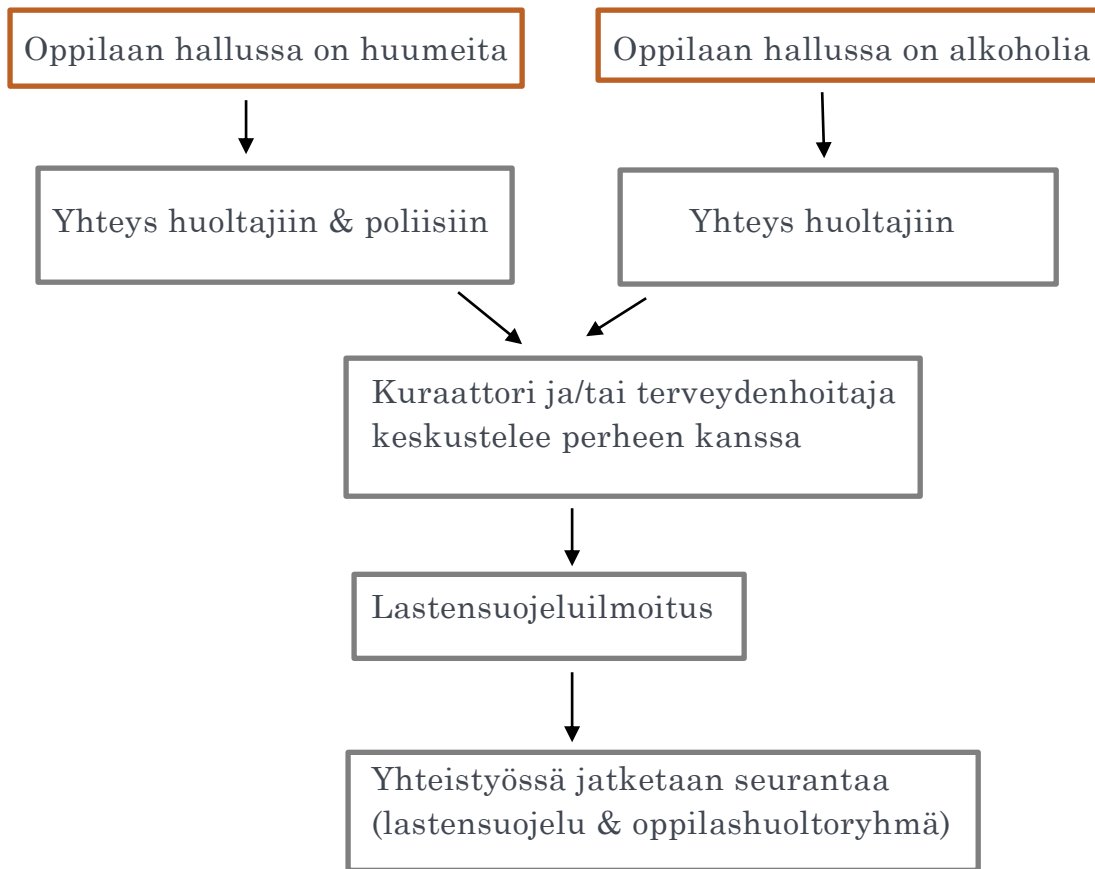 Oppilaan hallussa on huumeita
Oppilaan hallussa on alkoholia
Yhteys huoltajiin & poliisiin
Yhteys huoltajiin
Kuraattori ja/tai terveydenhoitaja
keskustelee perheen kanssa
Lastensuojeluilmoitus
Yhteistyössä jatketaan seurantaa
(lastensuojelu & oppilashuoltoryhmä)